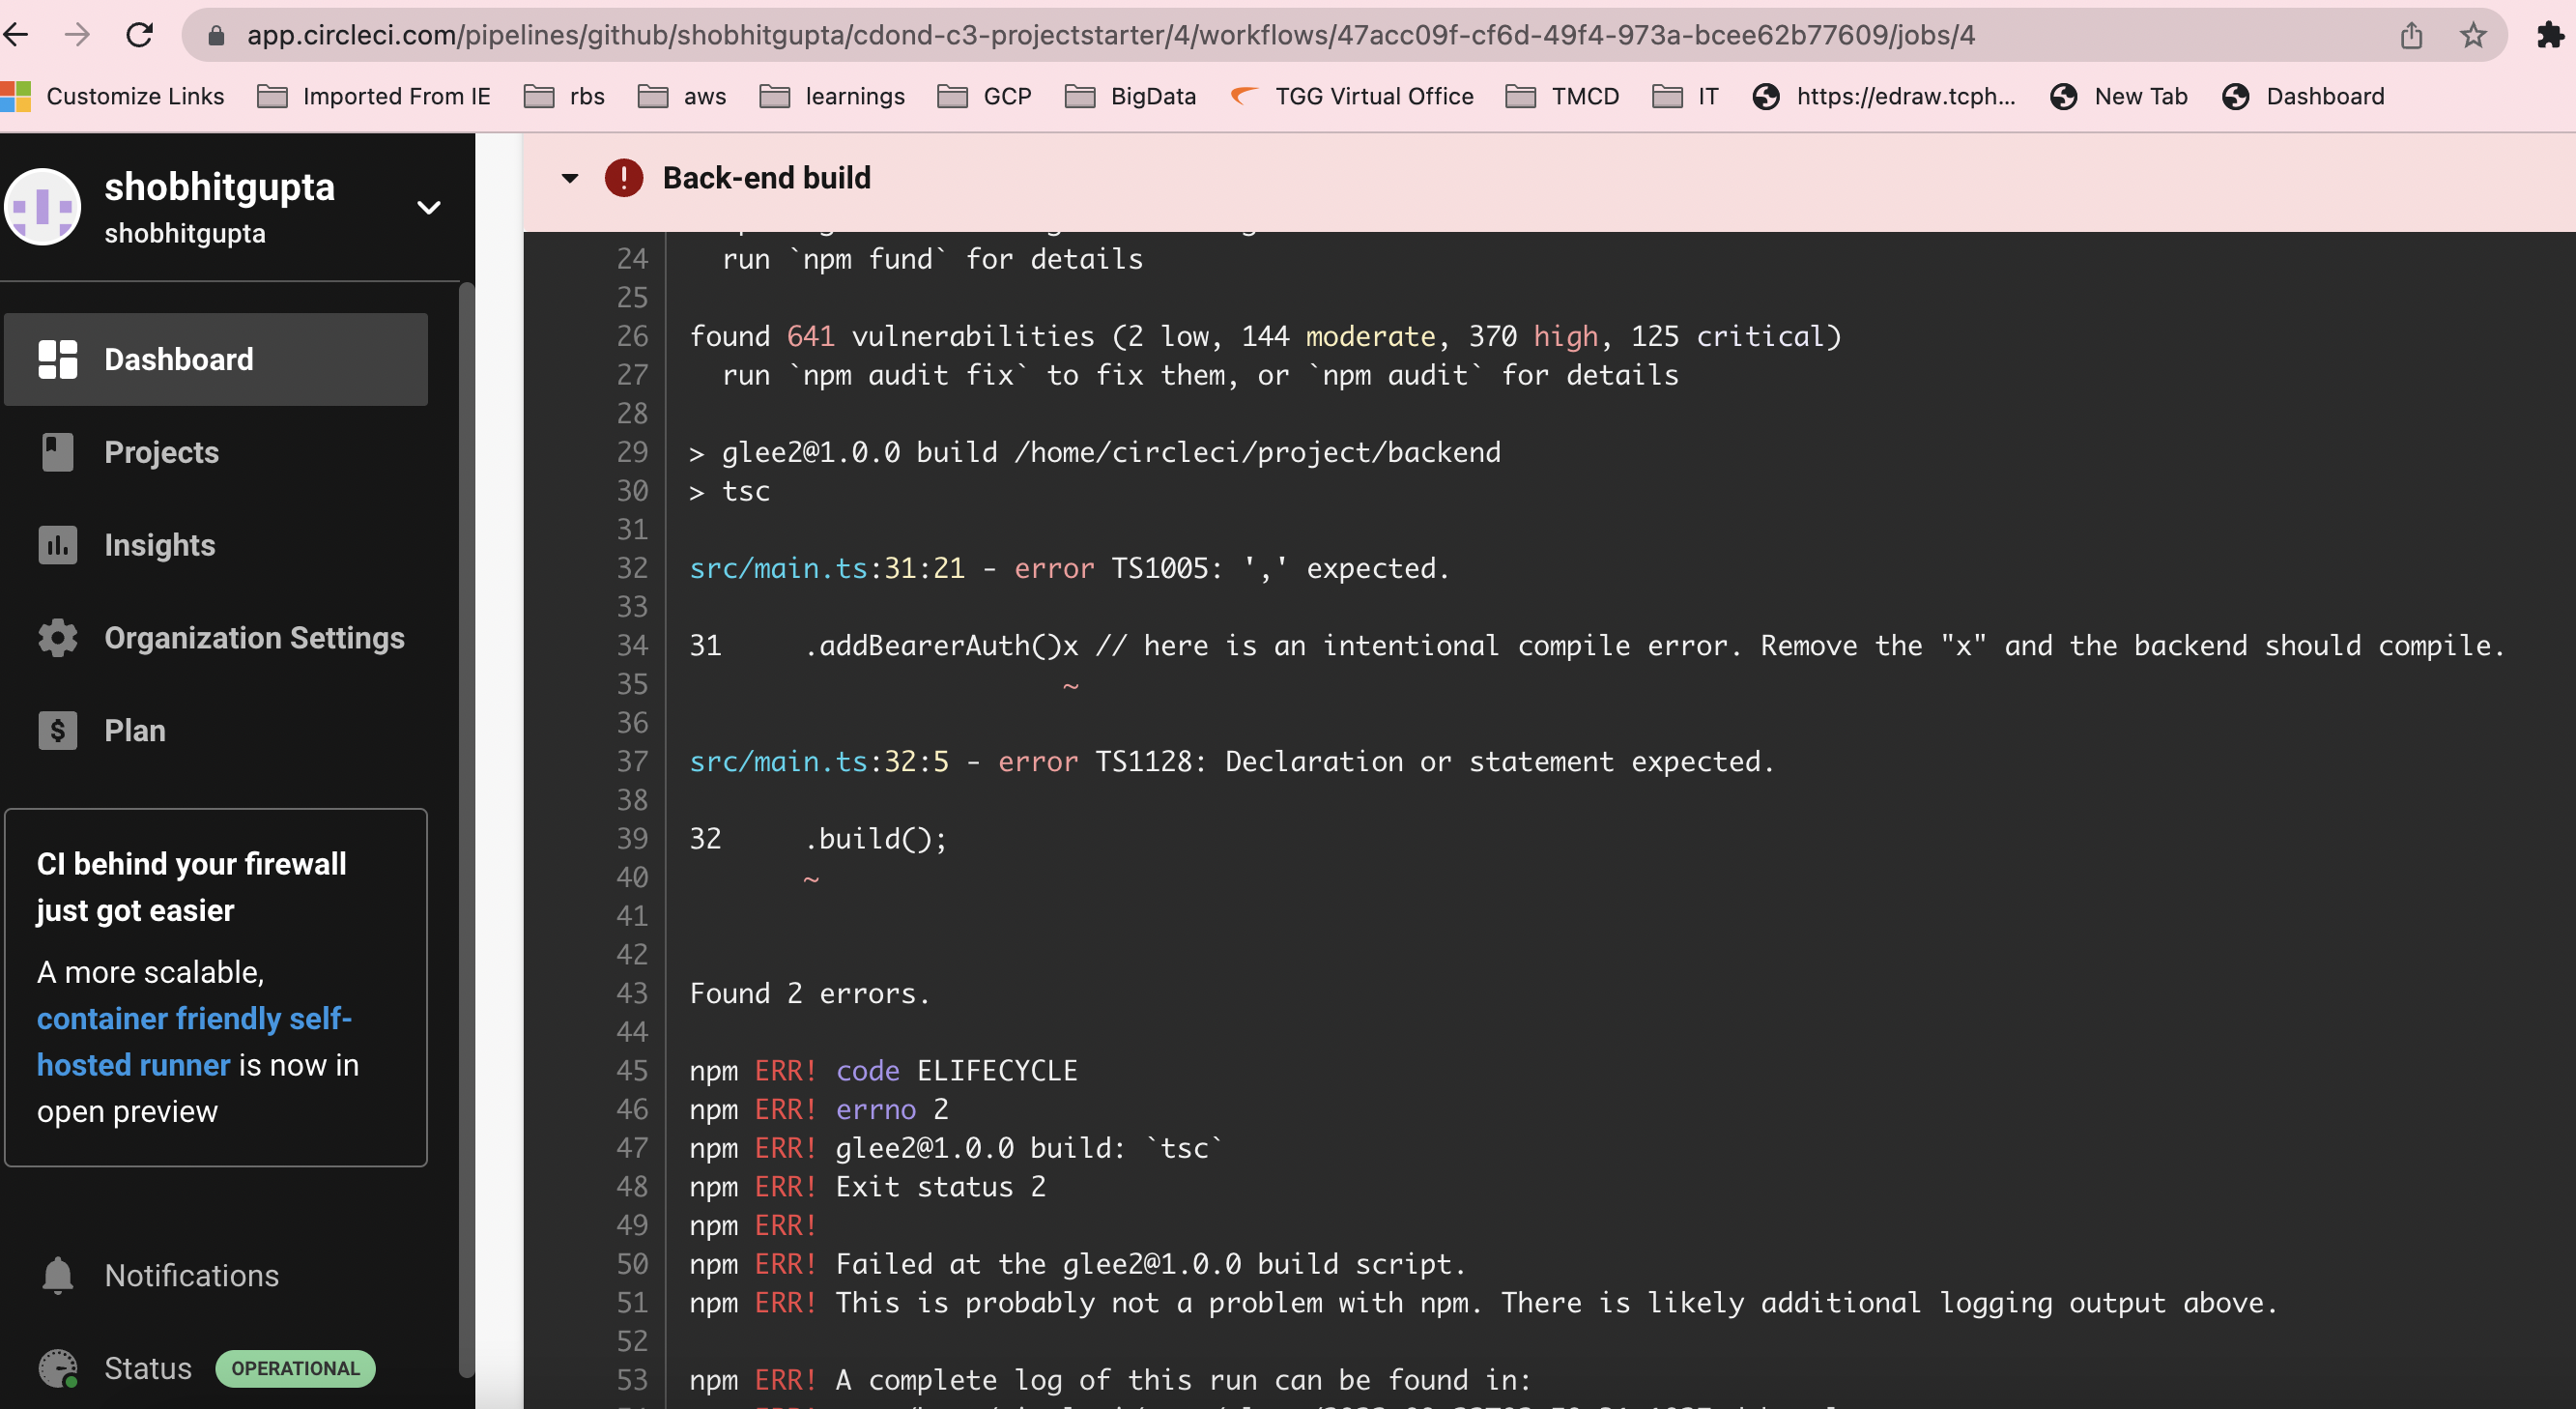 app.circleci.com/pipelines/github/shobhitgupta/cdond-c3-projectstarter/4/workflows/47acc09f-cf6d-49f4-973a-bcee62b77609/jobs/4
Customize Links Imported From IE rbs aws learnings GCP BigData TGG Virtual Office TMCD IT https://edraw.tcph... New Tab Dashboard
shobhitgupta
shobhitgupta
Dashboard
Projects
Insights
Organization Settings
Plan
CI behind your firewall
just got easier
A more scalable,
container friendly self-
hosted runner is now in
open preview
Notifications
Status OPERATIONAL
Back-end build
24 run `npm fund` for details
25
26 found 641 vulnerabilities (2 low, 144 moderate, 370 high, 125 critical)
27 run `npm audit fix` to fix them, or `npm audit` for details
28
29 > glee2@1.0.0 build /home/circleci/project/backend
30 > tsc
31
32 src/main.ts:31:21 - error TS1005: ',' expected.
33
34 31 .addBearerAuth()x // here is an intentional compile error. Remove the "x" and the backend should compile.
35 ~
36
37 src/main.ts:32:5 - error TS1128: Declaration or statement expected.
38
39 32 .build();
40 ~
41
42
43 Found 2 errors.
44
45 npm ERR! code ELIFECYCLE
46 npm ERR! errno 2
47 npm ERR! glee2@1.0.0 build: `tsc`
48 npm ERR! Exit status 2
49 npm ERR!
50 npm ERR! Failed at the glee2@1.0.0 build script.
51 npm ERR! This is probably not a problem with npm. There is likely additional logging output above.
52
53 npm ERR! A complete log of this run can be found in: